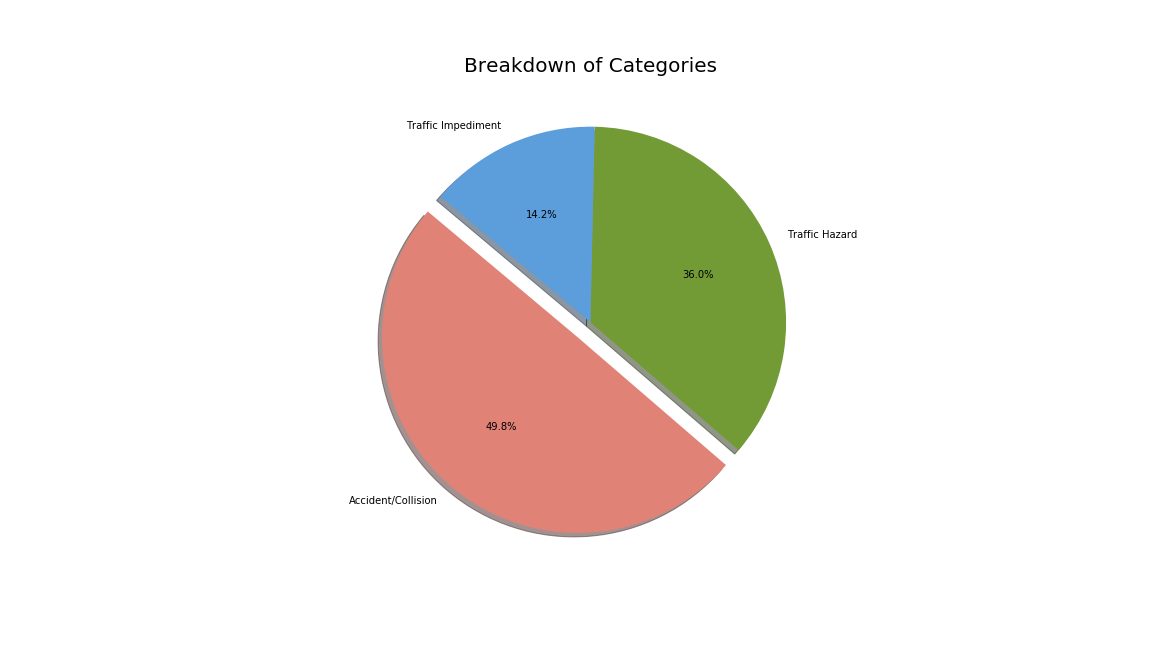 Breakdown of Categories
Traffic Impediment
14.2%
Traffic Hazard
36.0%
49.8%
Accident/Collision